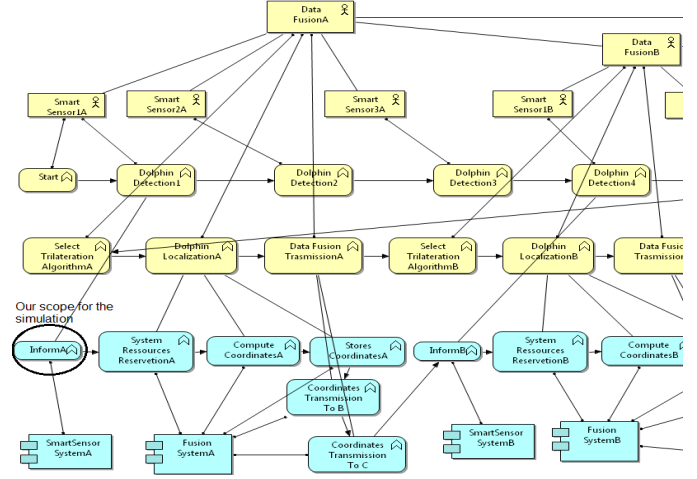 Data
FusionA
Data
FusionB
Smart
Sensor1A
Smart
Sensor2A
Smart
Sensor3A
Smart
Sensor1B
Start
Dolphin
Detection1
Dolphin
Detection2
Dolphin
Detection3
Dolphin
Detection4
Select
Trilateration
AlgorithmA
Dolphin
LocalizationA
Data Fusion
TrasmissionA
Select
Trilateration
AlgorithmB
Dolphin
LocalizationB
Data Fusio
Trasmission
Our scope for the
simulation
InformA
System
Ressources
ReservetionA
Compute
CoordinatesA
Stores
CoordinatesA
InformB
System
Ressources
ReservetionB
Compute
CoordinatesB
Coordinates
Transmission
To B
SmartSensor
SystemA
Fusion
SystemA
Coordinates
Transmission
To C
SmartSensor
SystemB
Fusion
SystemB